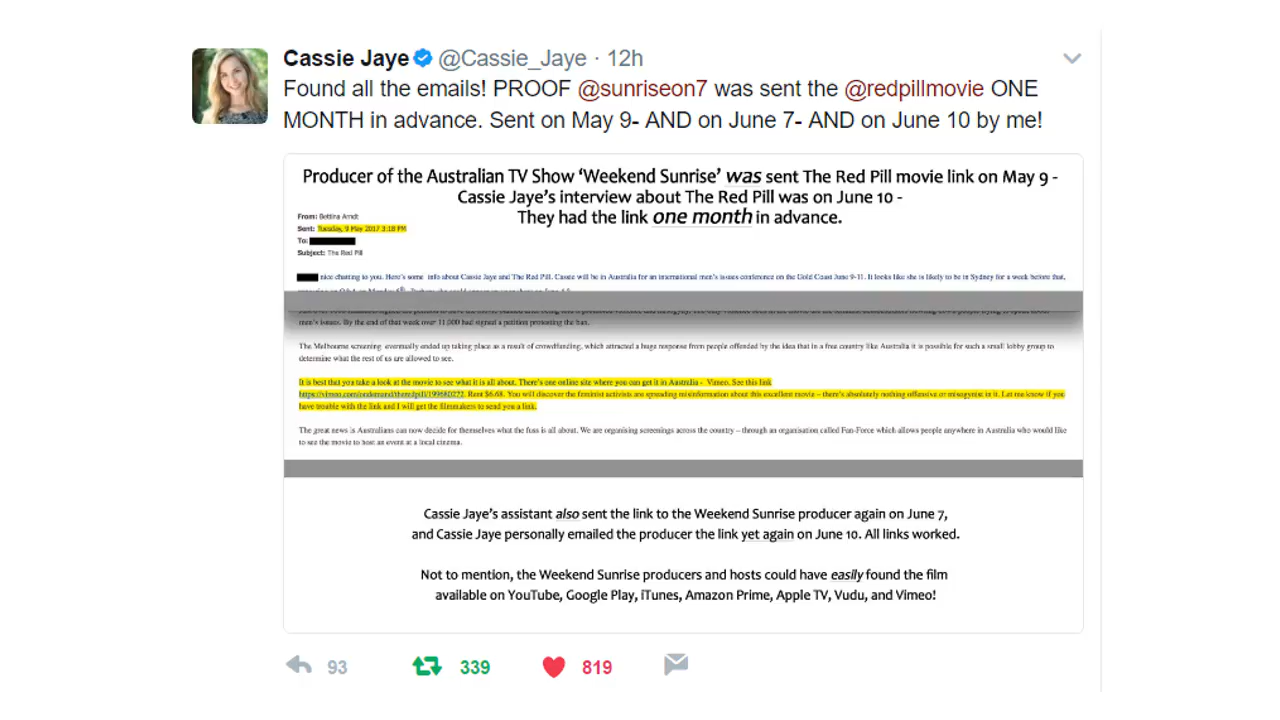 Cassie Jaye @Cassie_Jaye · 12h
Found all the emails! PROOF @sunriseon7 was sent the @redpillmovie ONE
MONTH in advance. Sent on May 9- AND on June 7- AND on June 10 by me!
Producer of the Australian TV Show ‘Weekend Sunrise’ was sent The Red Pill movie link on May 9 -
Cassie Jaye’s interview about The Red Pill was on June 10 -
They had the link one month in advance.
From: Bettina Arndt
Sent: Tuesday, 9 May 2017 3:18 PM
To:
Subject: The Red Pill
nice chatting to you. Here's some info about Cassie Jaye and The Red Pill. Cassie will be in Australia for an international men's issues conference on the Gold Coast June 9-11. It looks like she is likely to be in Sydney for a week before that,
men's issues. By the end of that week over 11,000 had signed a petition protesting the ban.
The Melbourne screening eventually ended up taking place as a result of crowdfunding, which attracted a huge response from people offended by the idea that in a free country like Australia it is possible for such a small lobby group to
determine what the rest of us are allowed to see.
It is best that you take a look at the movie to see what it is all about. There's one online site where you can get it in Australia - Vimeo. See this link
https://vimeo.com/ondemand/theredpill/199680272. Rent $6.68. You will discover the feminist activists are spreading misinformation about this excellent movie – there's absolutely nothing offensive or misogynist in it. Let me know if you
have trouble with the link and I will get the filmmakers to send you a link.
The great news is Australians can now decide for themselves what the fuss is all about. We are organising screenings across the country – through an organisation called Fan-Force which allows people anywhere in Australia who would like
to see the movie to host an event at a local cinema.
Cassie Jaye’s assistant also sent the link to the Weekend Sunrise producer again on June 7,
and Cassie Jaye personally emailed the producer the link yet again on June 10. All links worked.
Not to mention, the Weekend Sunrise producers and hosts could have easily found the film
available on YouTube, Google Play, iTunes, Amazon Prime, Apple TV, Vudu, and Vimeo!
93 339 819